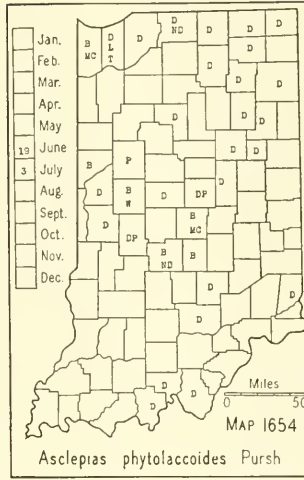 Jan.
Feb.
Mar.
Apr.
May
19 June
3 July
Aug.
Sept.
Oct.
Nov.
Dec.
D D D
B D D D
ND
MC L
T
D
D D
D
D D
D
D D D
B P
D B D DP D
W
B
MC
D DP
B B
ND
D
D D
D
D D
D
Miles
0 50
MAP 1654
Asclepias phytolaccoides Pursh